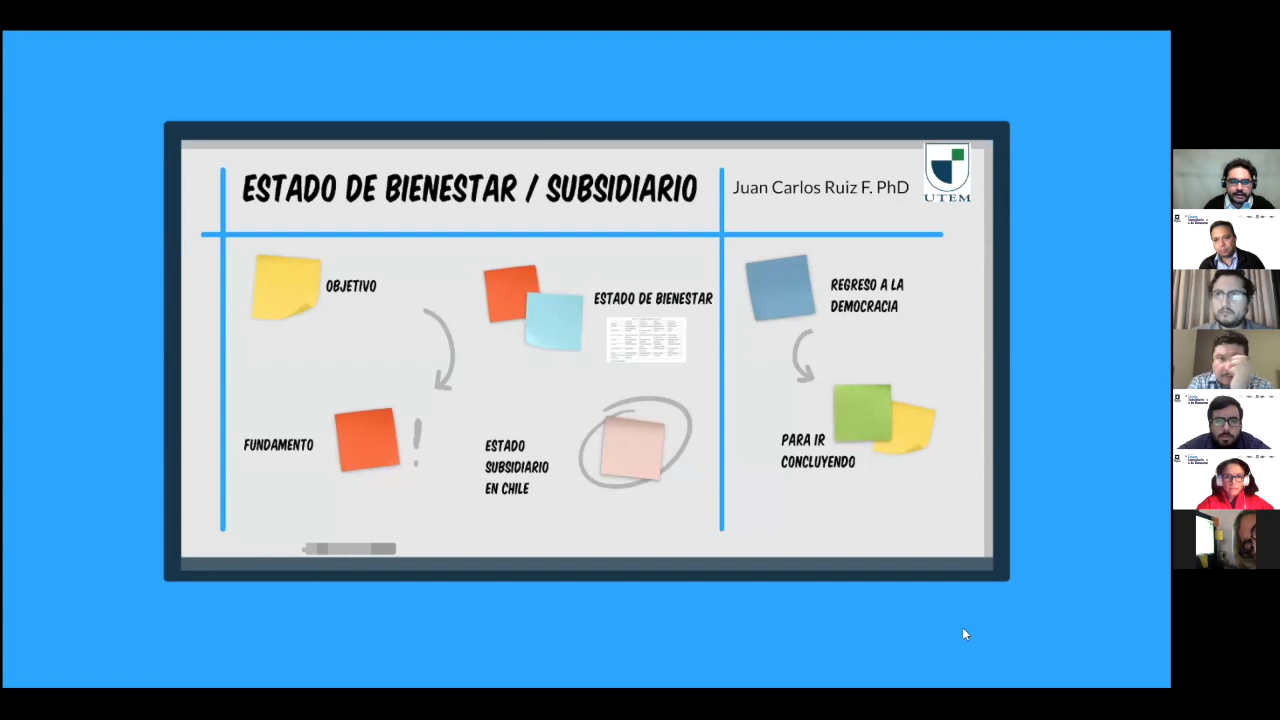 ESTADO DE BIENESTAR / SUBSIDIARIO
Juan Carlos Ruiz F. PhD
UTEM
OBJETIVO
ESTADO DE BIENESTAR
REGRESO A LA
DEMOCRACIA
FUNDAMENTO
!
ESTADO
SUBSIDIARIO
EN CHILE
PARA IR
CONCLUYENDO